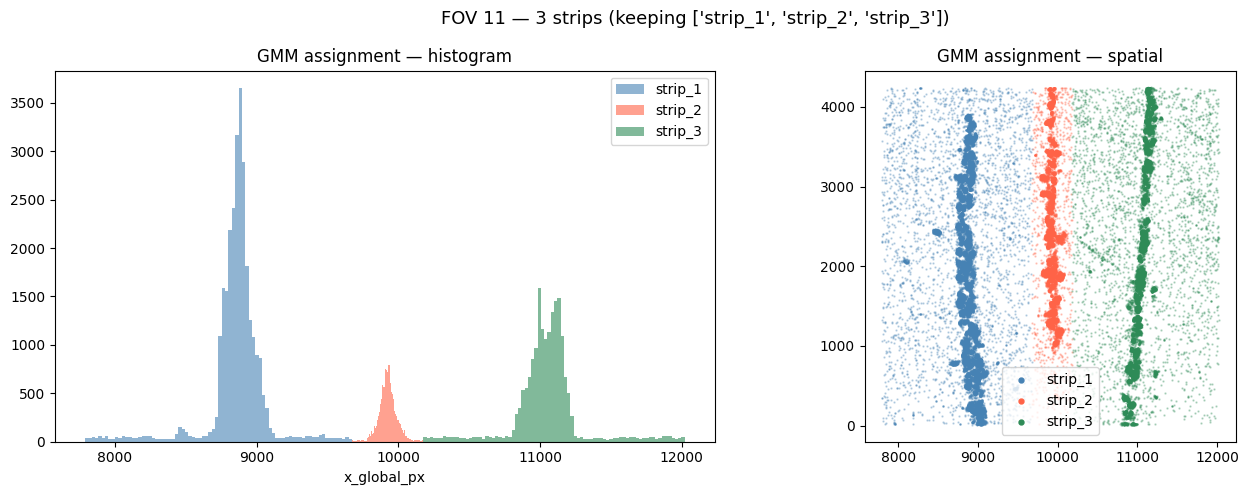 FOV 11 — 3 strips (keeping ['strip_1', 'strip_2', 'strip_3'])
GMM assignment — histogram
3500
3000
2500
2000
1500
1000
500
0
8000 9000 10000 11000 12000
x_global_px
strip_1
strip_2
strip_3
GMM assignment — spatial
4000
3000
2000
1000
0
8000 9000 10000 11000 12000
strip_1
strip_2
strip_3